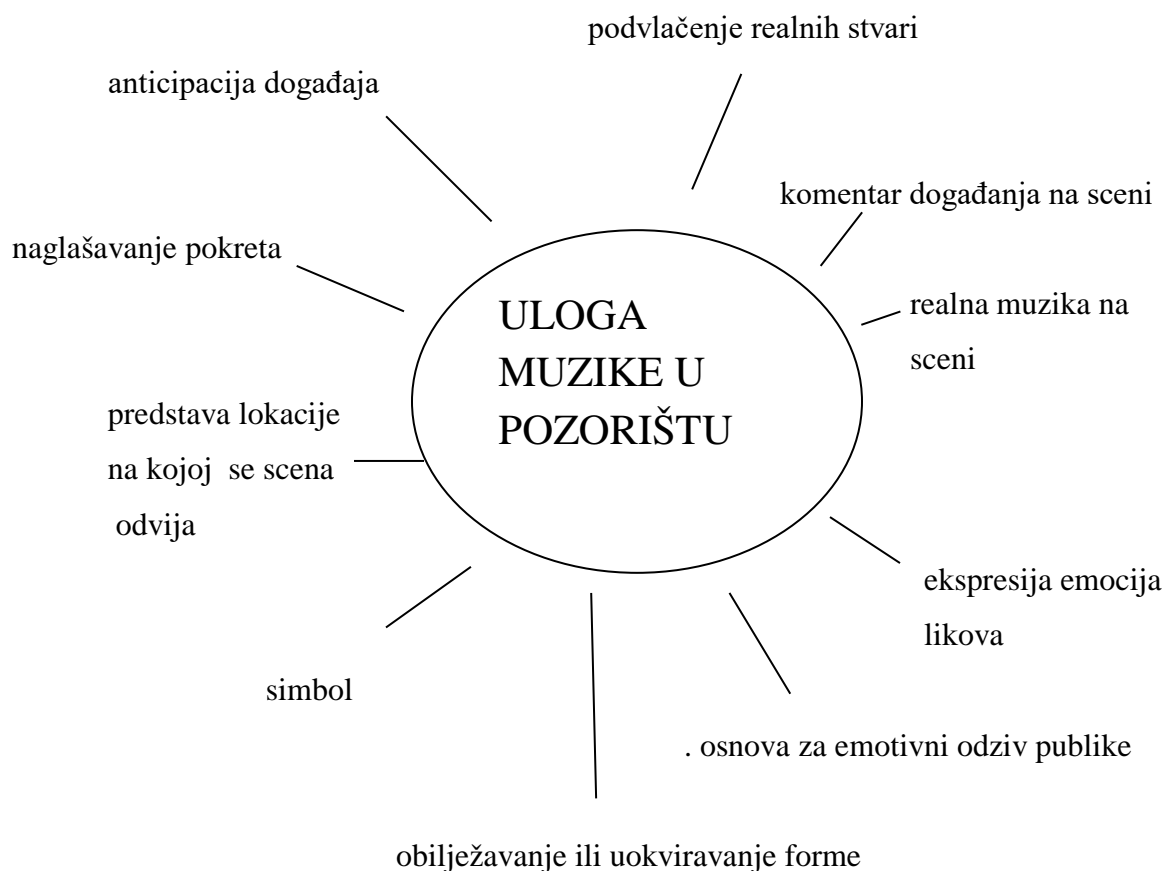 podvlačenje realnih stvari
anticipacija događaja
komentar događanja na sceni
naglašavanje pokreta
realna muzika na
sceni
ULOGA
MUZIKE U
POZORIŠTU
predstava lokacije
na kojoj se scena
odvija
ekspresija emocija
likova
simbol
. osnova za emotivni odziv publike
obilježavanje ili uokviravanje forme